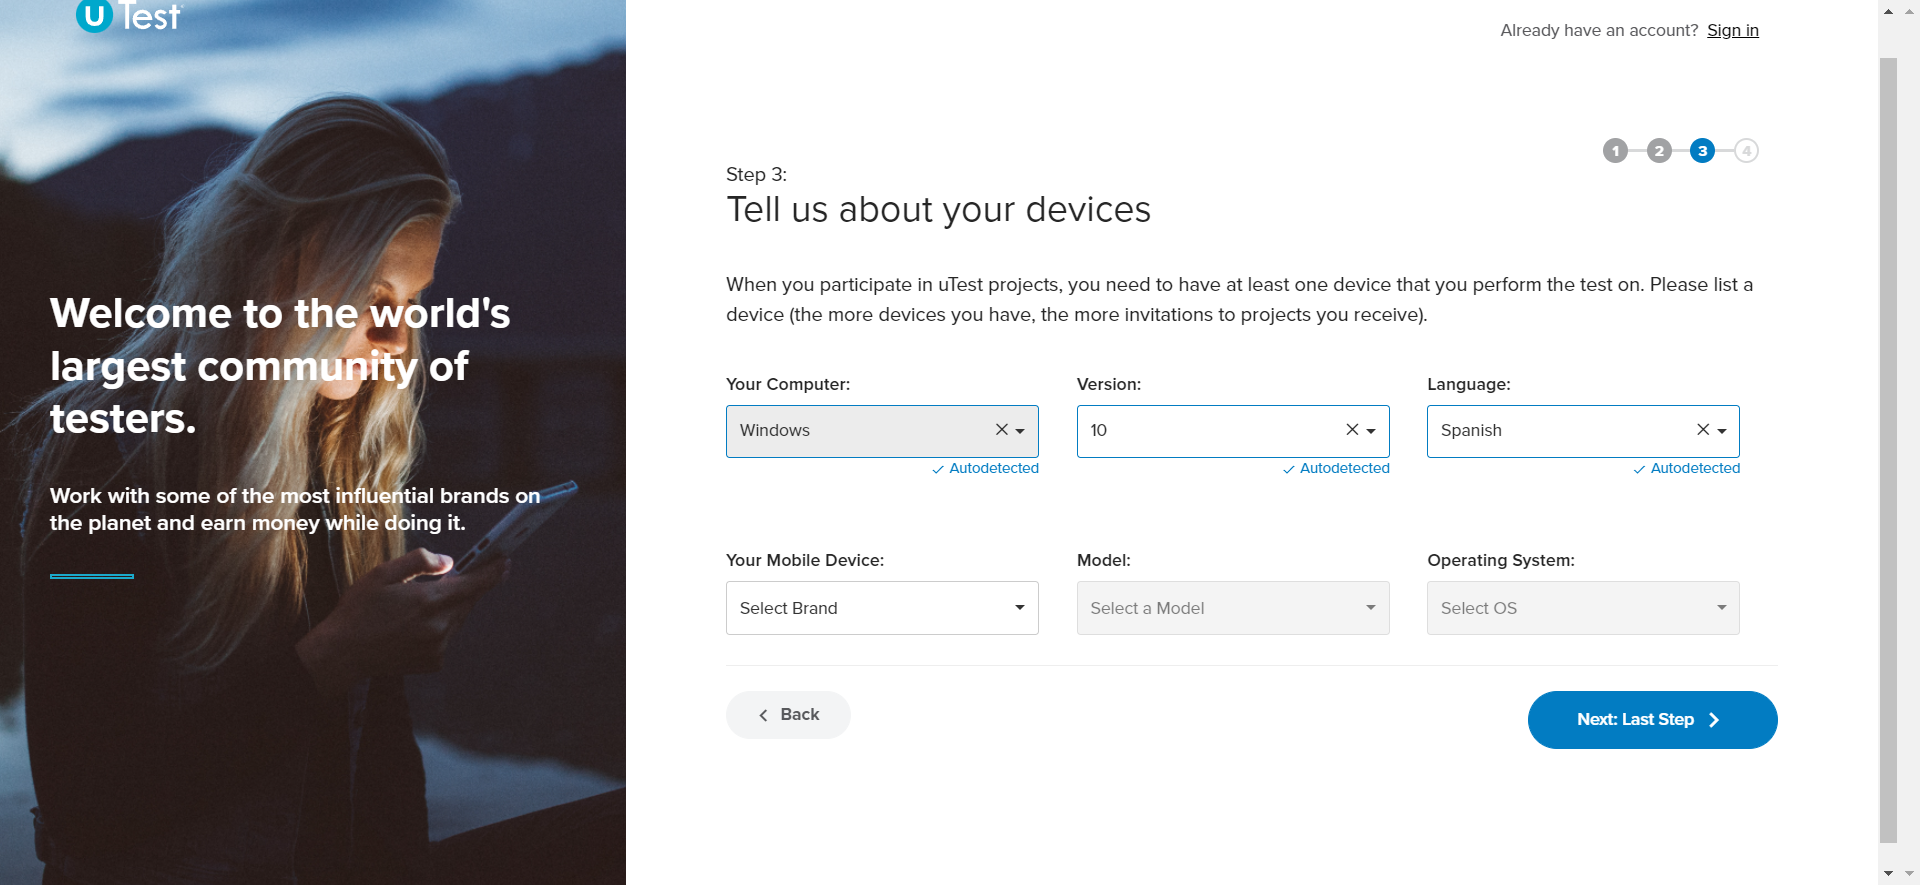 u Test
Already have an account? Sign in
1 2 3 4
Step 3:
Tell us about your devices
Welcome to the world's
largest community of
testers.
Work with some of the most influential brands on
the planet and earn money while doing it.
When you participate in uTest projects, you need to have at least one device that you perform the test on. Please list a
device (the more devices you have, the more invitations to projects you receive).
Your Computer: Version: Language:
Windows 10 Spanish
Autodetected Autodetected Autodetected
Your Mobile Device: Model: Operating System:
Select Brand Select a Model Select OS
Back Next: Last Step